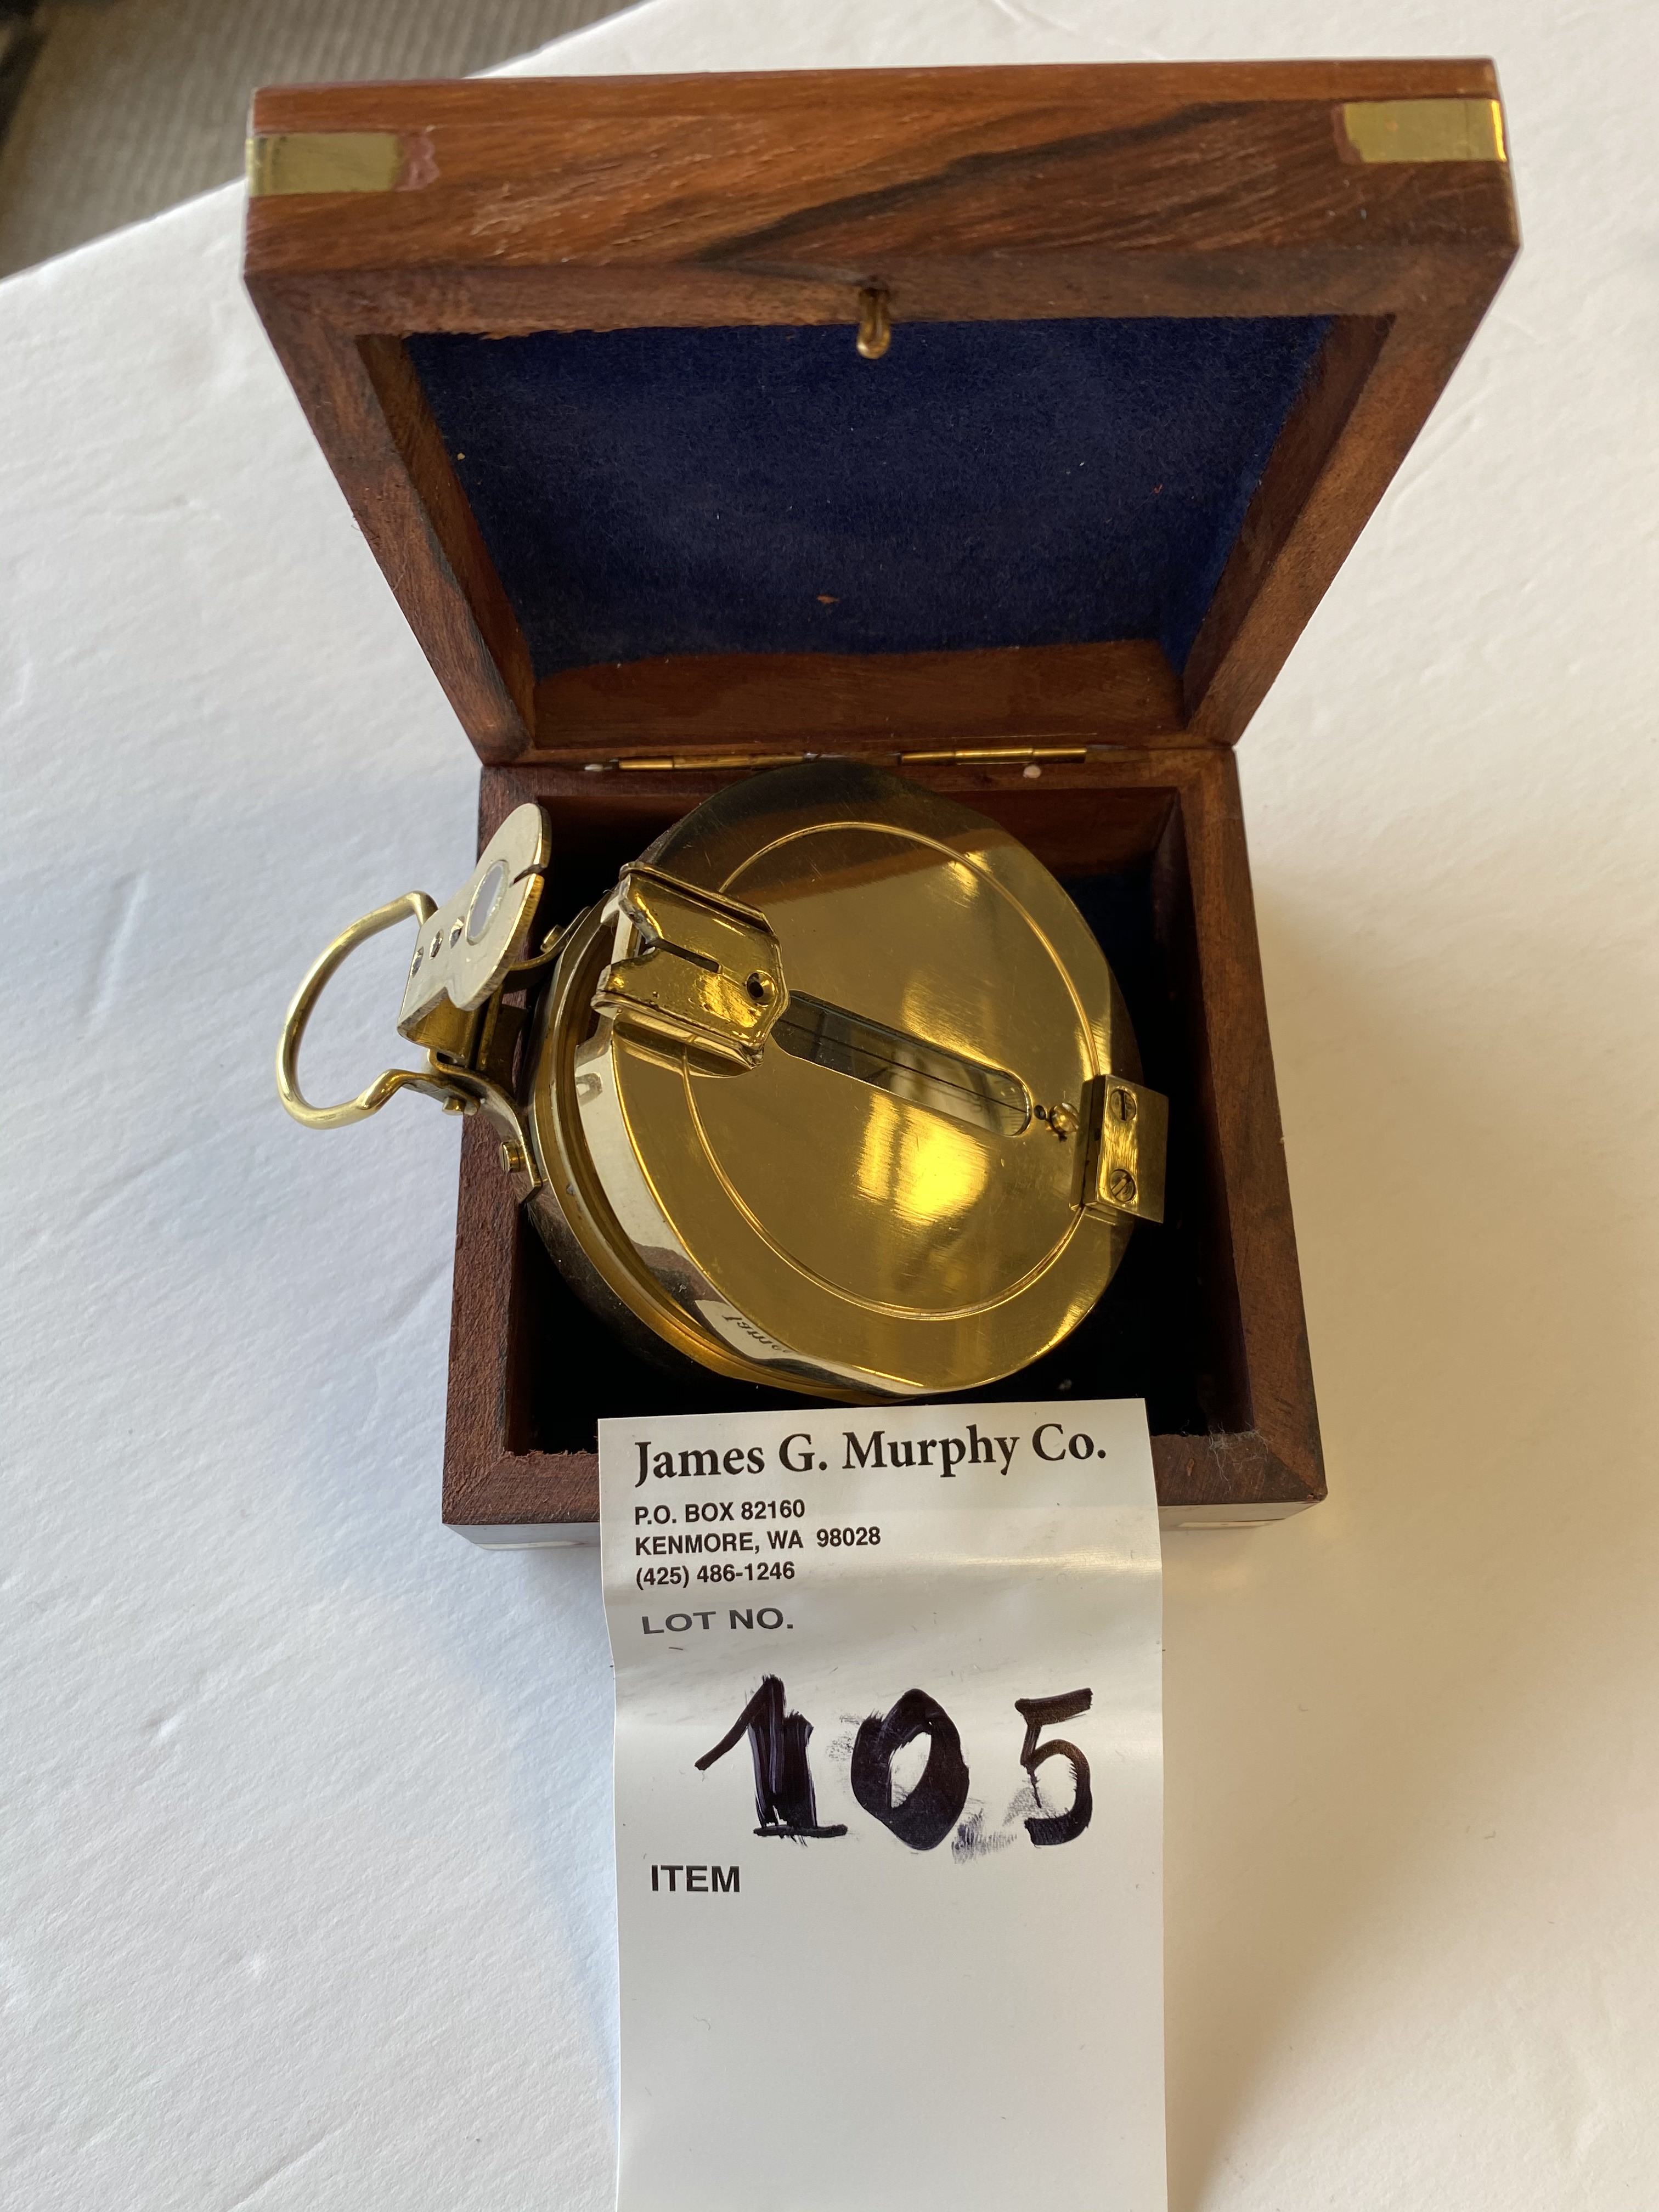 James G. Murphy Co.
P.O. BOX 82160
KENMORE, WA 98028
(425) 486-1246
LOT NO.
105
ITEM